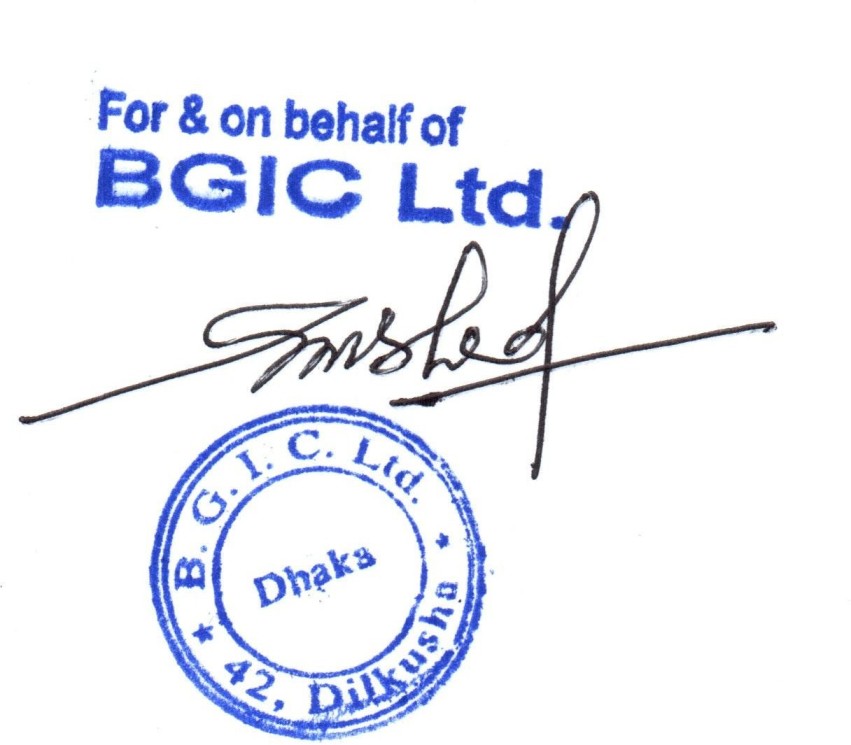 For & on behalf of
BGIC Ltd.
B. G. I. C. Ltd.
Dhaka
42, Dilkusha